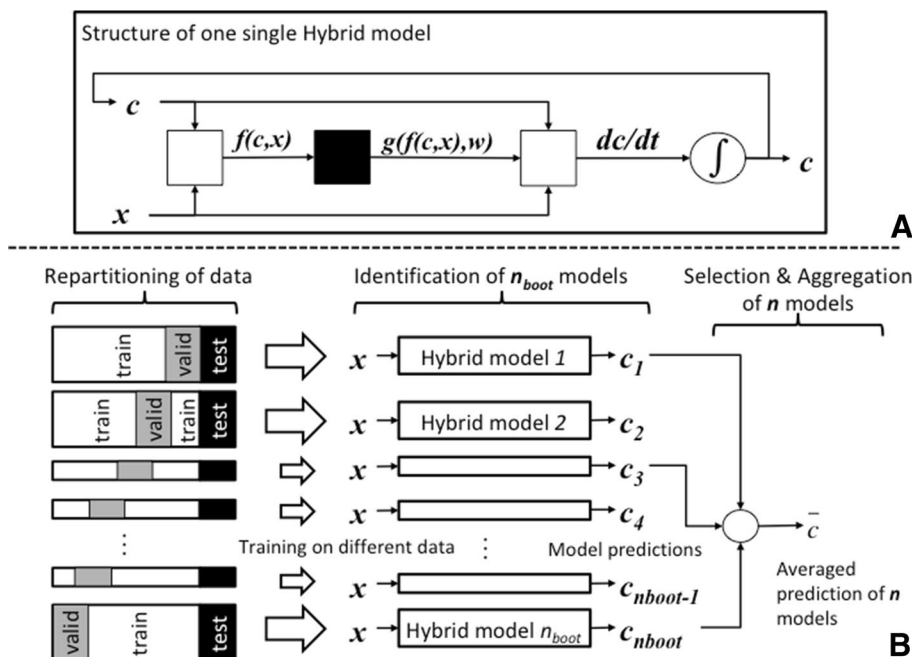 Structure of one single Hybrid model
c
f(c,x)
g(f(c,x),w)
dc/dt
∫
c
x
A
Repartitioning of data
Identification of nboot models
Selection & Aggregation
of n models
train
valid
test
x
Hybrid model 1
c1
train
valid
train
test
x
Hybrid model 2
c2
x
c3
x
c4
c̄
⋮
Training on different data
⋮
Model predictions
Averaged
prediction of n
models
x
cnboot-1
valid
train
test
x
Hybrid model nboot
cnboot
B